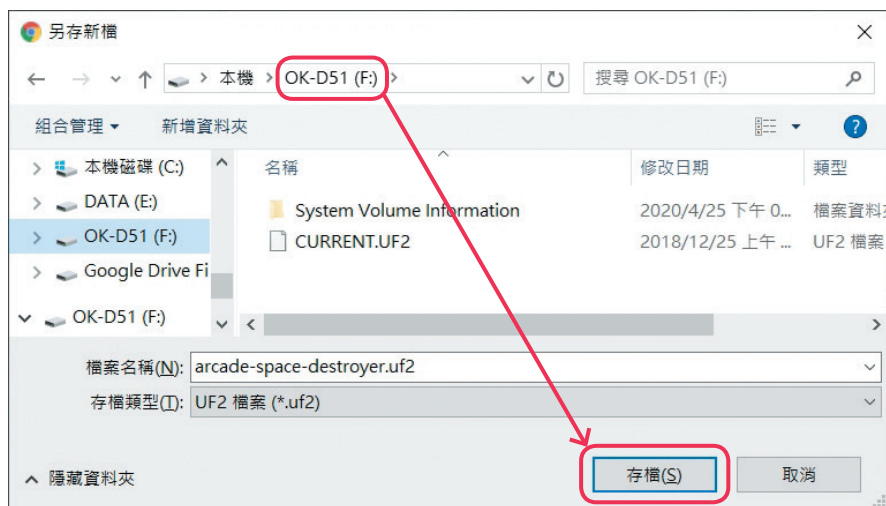 另存新檔
本機 OK-D51 (F:)
搜尋 OK-D51 (F:)
組合管理 新增資料夾
本機磁碟 (C:)
DATA (E:)
OK-D51 (F:)
Google Drive Fi
OK-D51 (F:)
名稱 修改日期 類型
System Volume Information 2020/4/25 下午 0... 檔案資料
CURRENT.UF2 2018/12/25 上午 ... UF2 檔案
檔案名稱(N): arcade-space-destroyer.uf2
存檔類型(T): UF2 檔案 (*.uf2)
隱藏資料夾 存檔(S) 取消